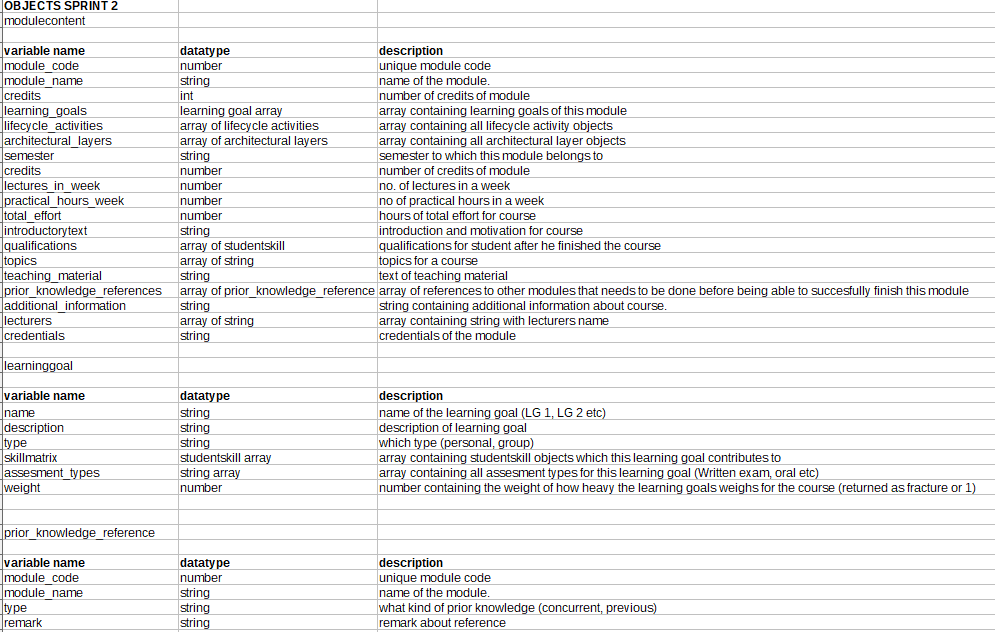 OBJECTS SPRINT 2
modulecontent
variable name datatype description
module_code number unique module code
module_name string name of the module.
credits int number of credits of module
learning_goals learning goal array array containing learning goals of this module
lifecycle_activities array of lifecycle activities array containing all lifecycle activity objects
architectural_layers array of architectural layers array containing all architectural layer objects
semester string semester to which this module belongs to
credits number number of credits of module
lectures_in_week number no. of lectures in a week
practical_hours_week number no of practical hours in a week
total_effort number hours of total effort for course
introductorytext string introduction and motivation for course
qualifications array of studentskill qualifications for student after he finished the course
topics array of string topics for a course
teaching_material string text of teaching material
prior_knowledge_references array of prior_knowledge_reference array of references to other modules that needs to be done before being able to succesfully finish this module
additional_information string string containing additional information about course.
lecturers array of string array containing string with lecturers name
credentials string credentials of the module
learninggoal
variable name datatype description
name string name of the learning goal (LG 1, LG 2 etc)
description string description of learning goal
type string which type (personal, group)
skillmatrix studentskill array array containing studentskill objects which this learning goal contributes to
assesment_types string array array containing all assesment types for this learning goal (Written exam, oral etc)
weight number number containing the weight of how heavy the learning goals weighs for the course (returned as fracture or 1)
prior_knowledge_reference
variable name datatype description
module_code number unique module code
module_name string name of the module.
type string what kind of prior knowledge (concurrent, previous)
remark string remark about reference